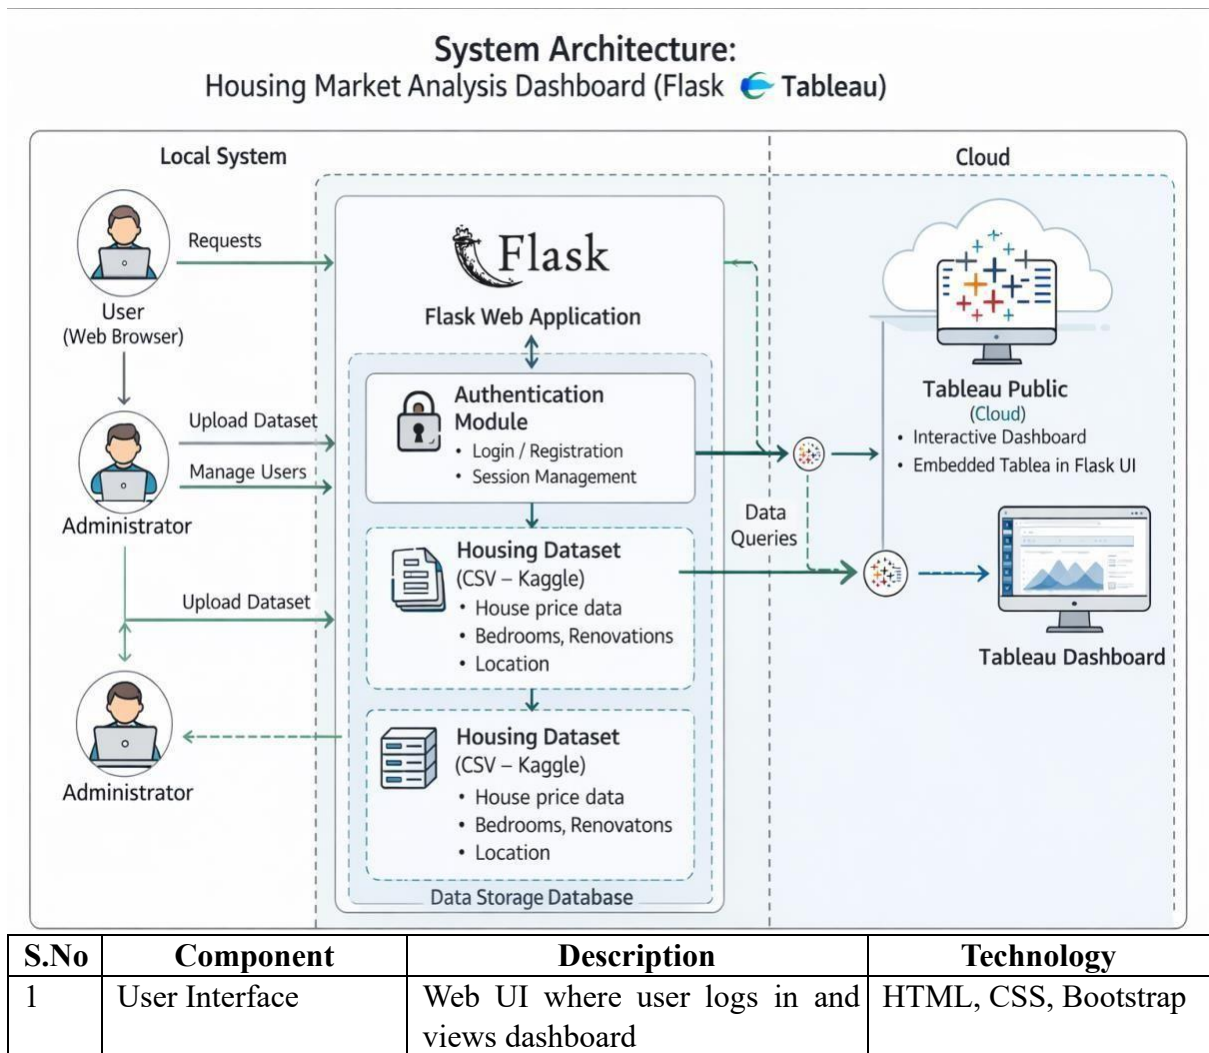 System Architecture:
Housing Market Analysis Dashboard (Flask Tableau)
Local System
Cloud
User
(Web Browser)
Requests
Administrator
Upload Dataset
Manage Users
Upload Dataset
Administrator
Flask
Flask Web Application
Authentication
Module
• Login / Registration
• Session Management
Housing Dataset
(CSV – Kaggle)
• House price data
• Bedrooms, Renovations
• Location
Housing Dataset
(CSV – Kaggle)
• House price data
• Bedrooms, Renovatons
• Location
Data Storage Database
Data
Queries
Tableau Public
(Cloud)
• Interactive Dashboard
• Embedded Tablea in Flask UI
Tableau Dashboard
S.No Component Description Technology
1 User Interface Web UI where user logs in and HTML, CSS, Bootstrap
views dashboard